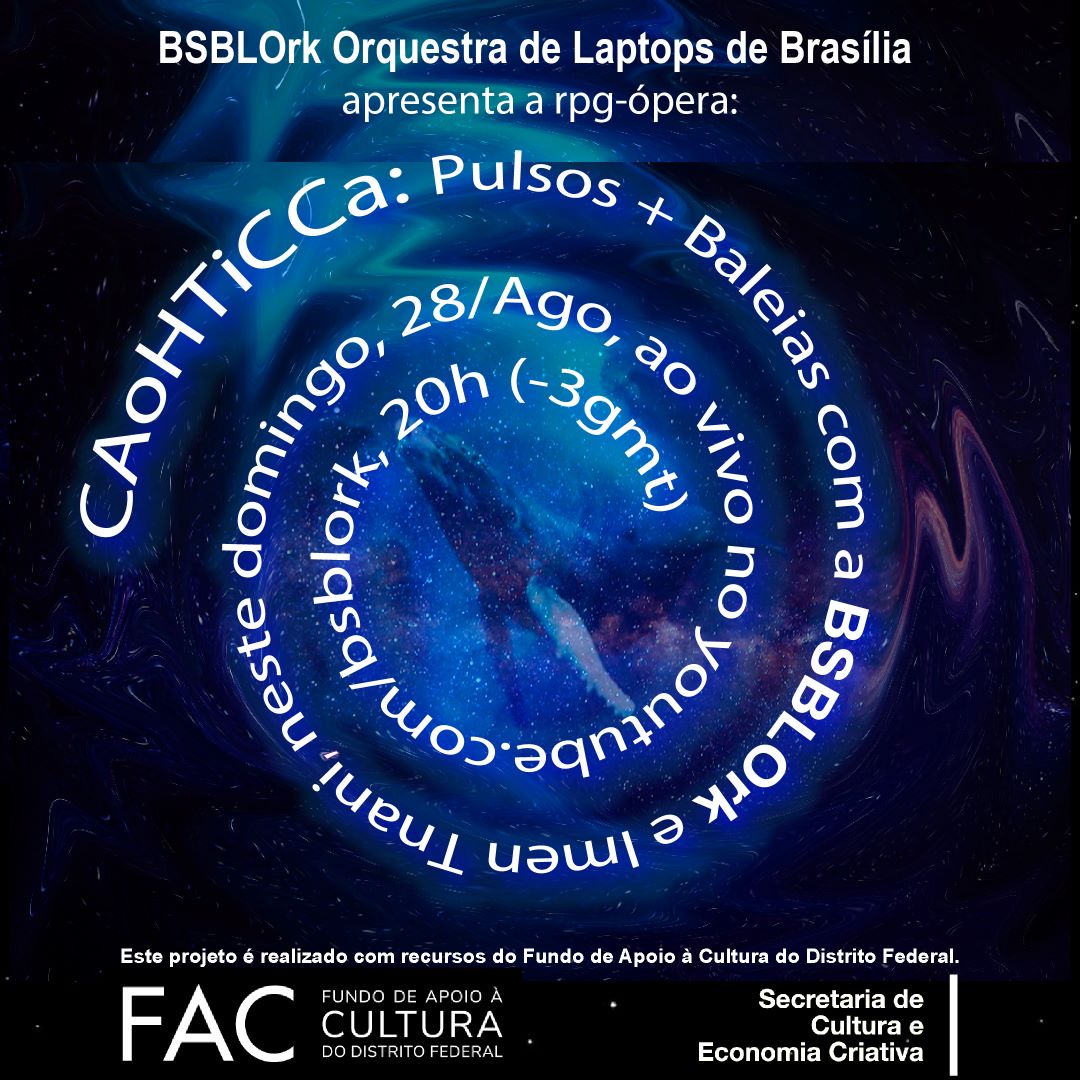 BSBLOrk Orquestra de Laptops de Brasília
apresenta a rpg-ópera:
CAoHTiCCa: Pulsos + Baleias com a BSBLOrk e Imen Tnani, neste domingo, 28/Ago, ao vivo no youtube.com/bsblork, 20h (-3gmt)
Este projeto é realizado com recursos do Fundo de Apoio à Cultura do Distrito Federal.
FAC
FUNDO DE APOIO À
CULTURA
DO DISTRITO FEDERAL
Secretaria de
Cultura e
Economia Criativa